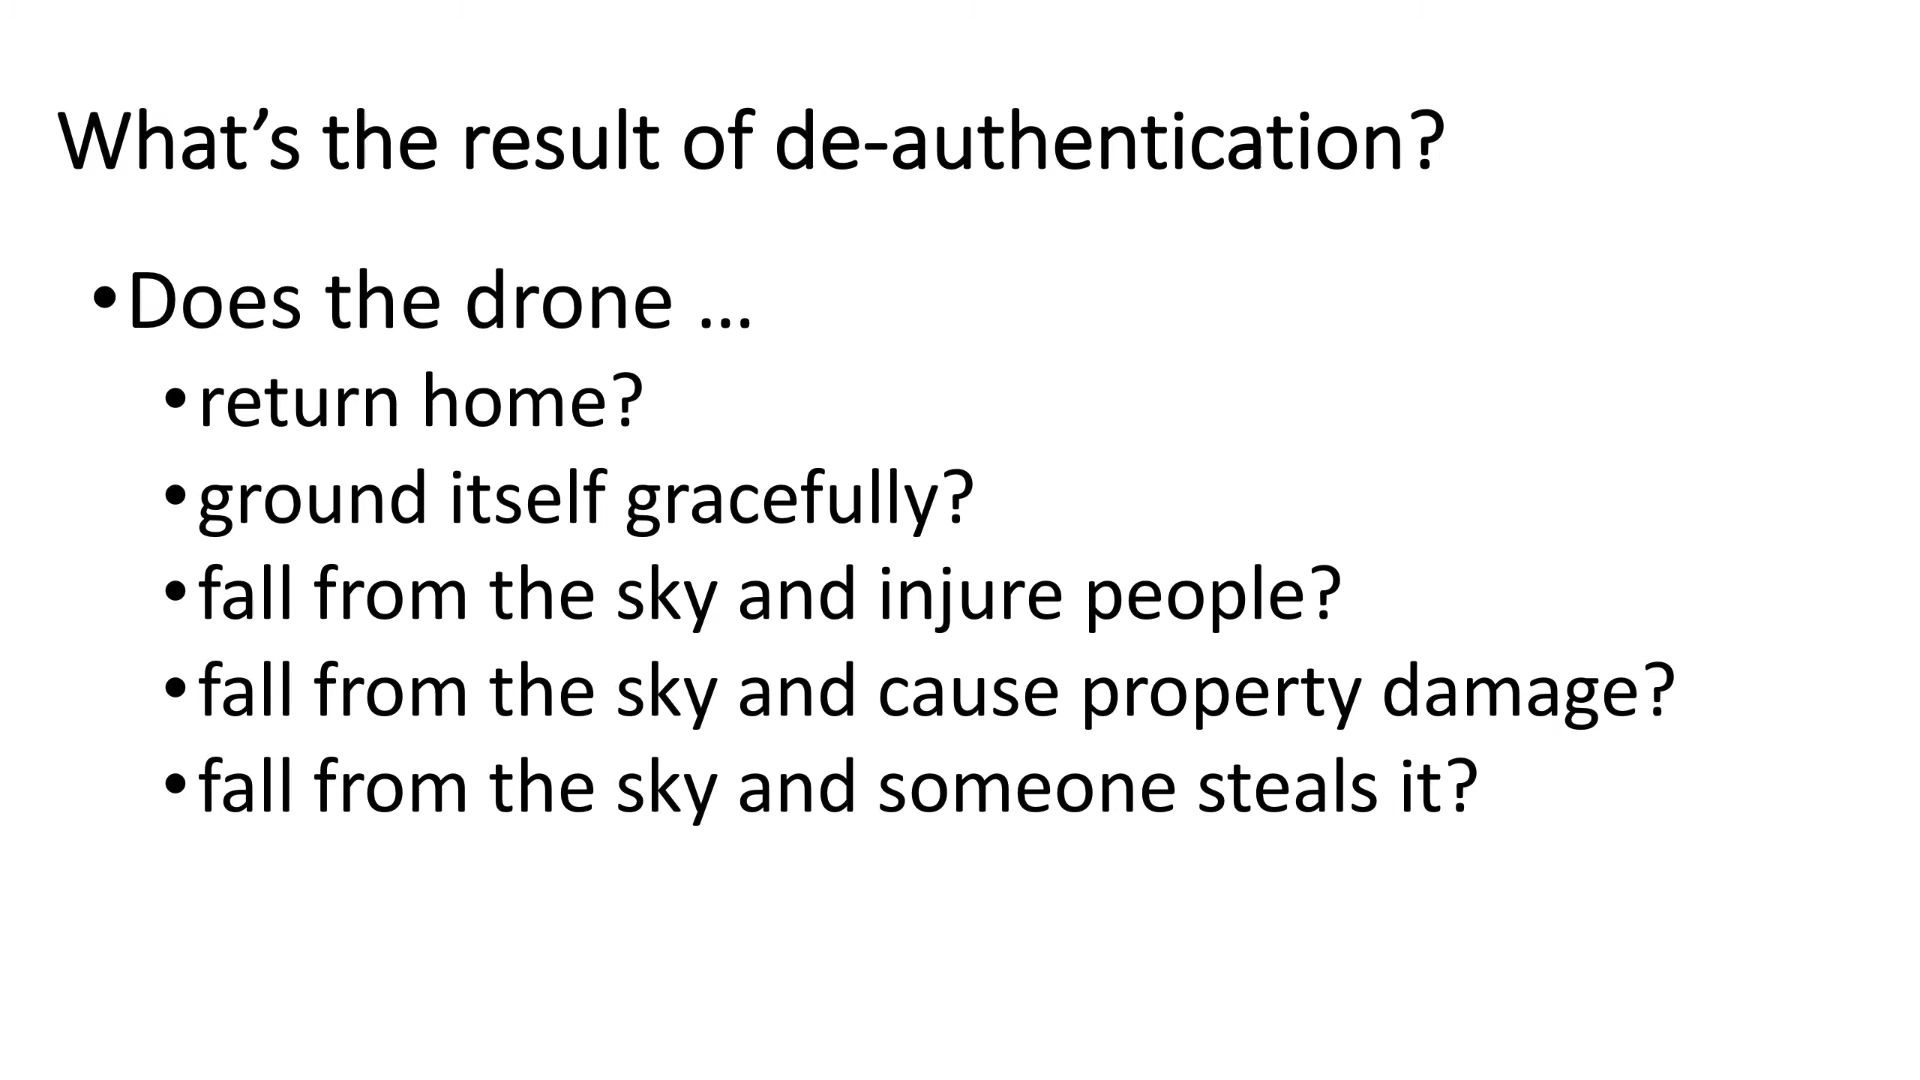 What’s the result of de-authentication?
•Does the drone …
•return home?
•ground itself gracefully?
•fall from the sky and injure people?
•fall from the sky and cause property damage?
•fall from the sky and someone steals it?